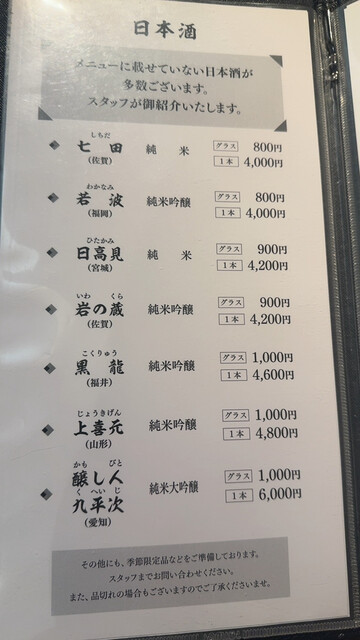 日本酒
メニューに載せていない日本酒が
多数ございます。
スタッフが御紹介いたします。
しちだ
七田 純米 グラス 800円
(佐賀) 1本 4,000円
わかなみ
若波 純米吟醸 グラス 800円
(福岡) 1本 4,000円
ひたかみ
日高見 純米 グラス 900円
(宮城) 1本 4,200円
いわ くら
岩の蔵 純米吟醸 グラス 900円
(佐賀) 1本 4,200円
こくりゅう
黒龍 純米吟醸 グラス 1,000円
(福井) 1本 4,600円
じょうきげん
上喜元 純米吟醸 グラス 1,000円
(山形) 1本 4,800円
かも びと
醸し人 純米大吟醸 グラス 1,000円
く へいじ
九平次 1本 6,000円
(愛知)
その他にも、季節限定品などをご準備しております。
スタッフまでお問い合わせください。
また、品切れの場合もございますのでご了承くださいませ。